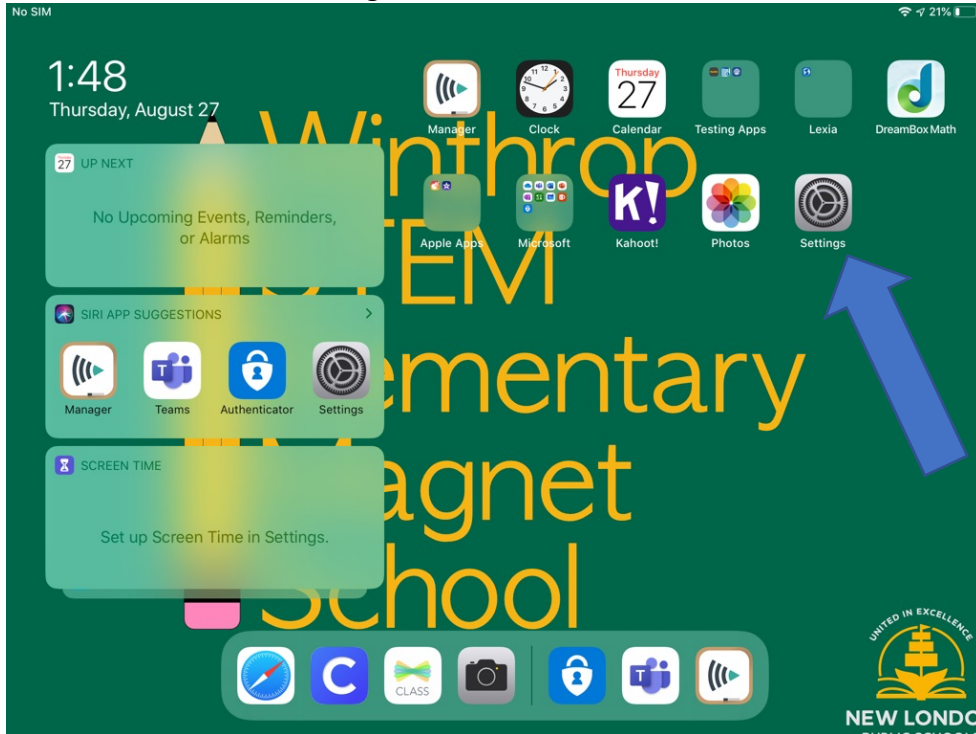 No SIM
21%
1:48
Thursday, August 27
Winthrop
STEM
Elementary
Magnet
School
Manager
Clock
Thursday
27
Calendar
Testing Apps
Lexia
DreamBox Math
Apple Apps
Microsoft
K!
Kahoot!
Photos
Settings
27 UP NEXT
No Upcoming Events, Reminders,
or Alarms
SIRI APP SUGGESTIONS
Manager
Teams
Authenticator
Settings
SCREEN TIME
Set up Screen Time in Settings.
C
CLASS
UNITED IN EXCELLENCE
NEW LONDO